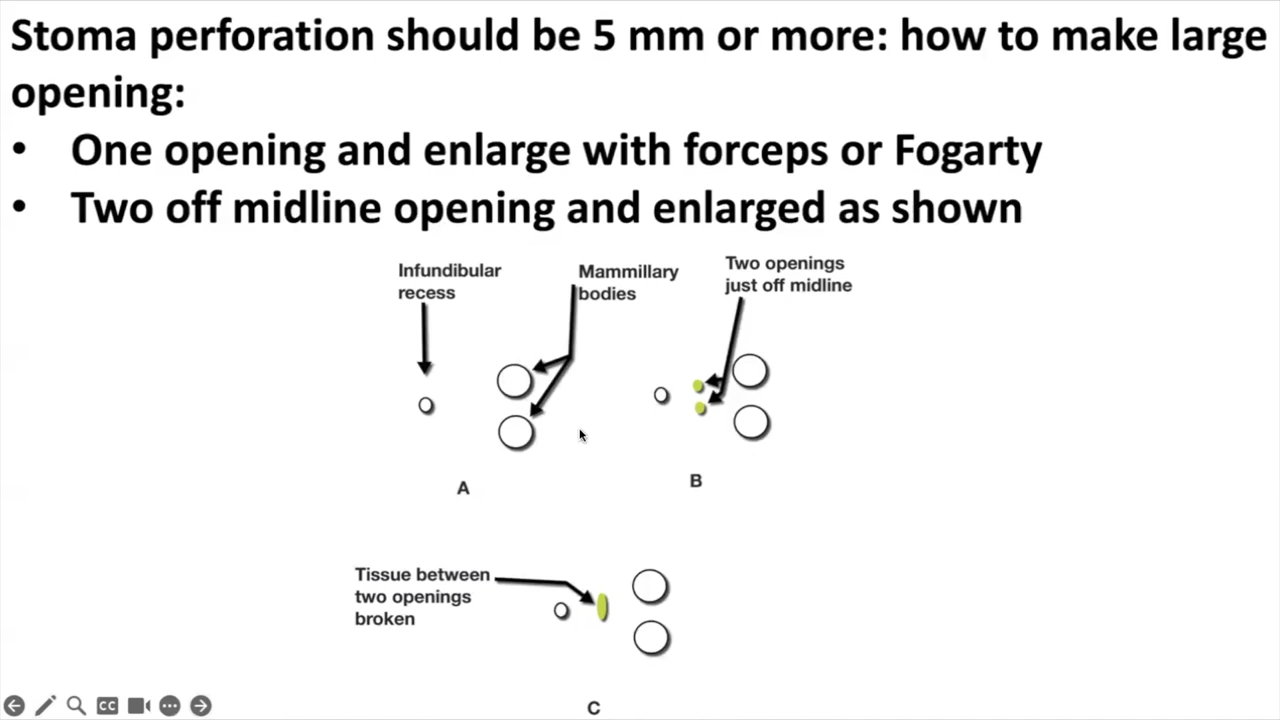 Stoma perforation should be 5 mm or more: how to make large
opening:
• One opening and enlarge with forceps or Fogarty
• Two off midline opening and enlarged as shown
Infundibular
recess
Mammillary
bodies
Two openings
just off midline
A
B
Tissue between
two openings
broken
C
CC